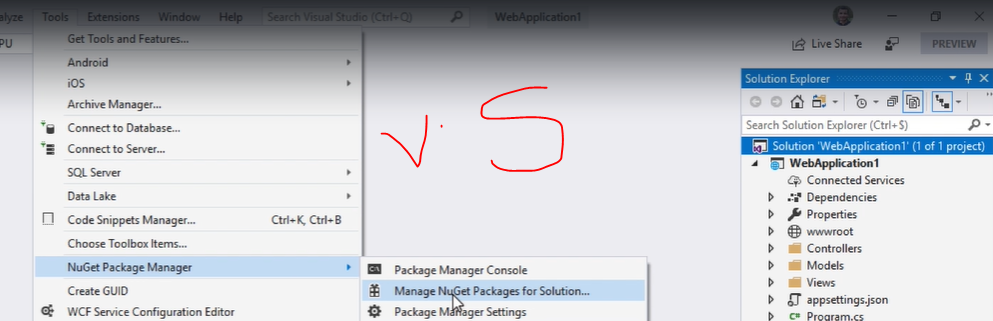 alyze Tools Extensions Window Help Search Visual Studio (Ctrl+Q) WebApplication1
PU
Live Share PREVIEW
Get Tools and Features...
Android
iOS
Archive Manager...
Connect to Database...
Connect to Server...
SQL Server
Data Lake
Code Snippets Manager... Ctrl+K, Ctrl+B
Choose Toolbox Items...
NuGet Package Manager
Create GUID
WCF Service Configuration Editor
Package Manager Console
Manage NuGet Packages for Solution...
Package Manager Settings
V. S
Solution Explorer
Search Solution Explorer (Ctrl+$)
Solution 'WebApplication1' (1 of 1 project)
WebApplication1
Connected Services
Dependencies
Properties
wwwroot
Controllers
Models
Views
appsettings.json
C# Program.cs